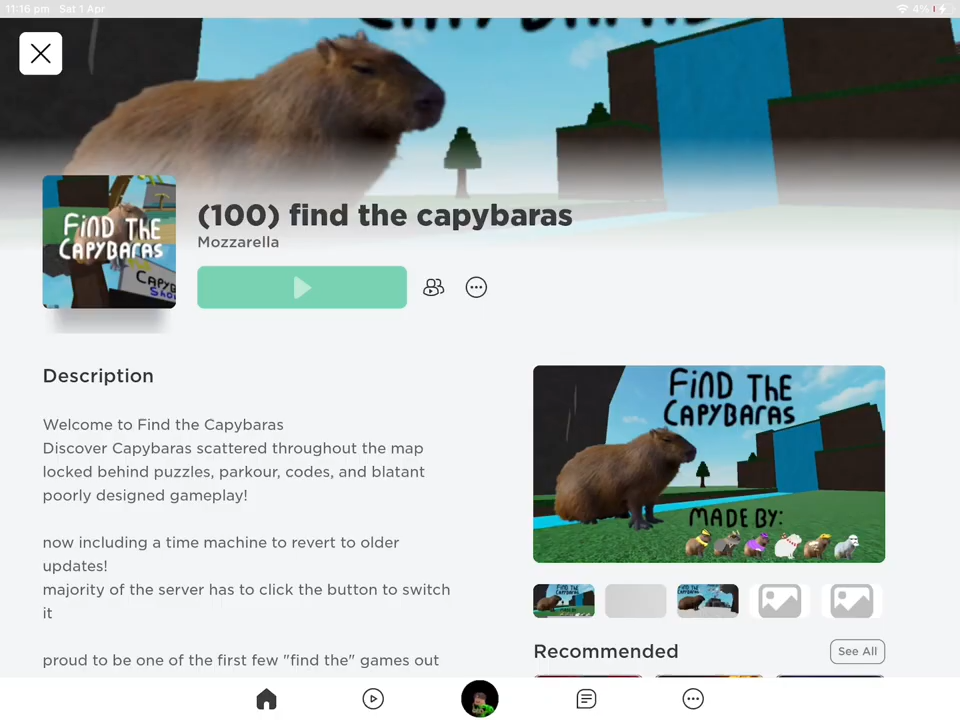 11:16 pm Sat 1 Apr
4%
(100) find the capybaras
Mozzarella
FiND THE
CAPYBARAS
Description
Welcome to Find the Capybaras
Discover Capybaras scattered throughout the map
locked behind puzzles, parkour, codes, and blatant
poorly designed gameplay!
now including a time machine to revert to older
updates!
majority of the server has to click the button to switch
it
proud to be one of the first few "find the" games out
FiND THE
CAPYBARAS
MADE BY:
FiND THE
CAPYBARAS
Recommended
See All